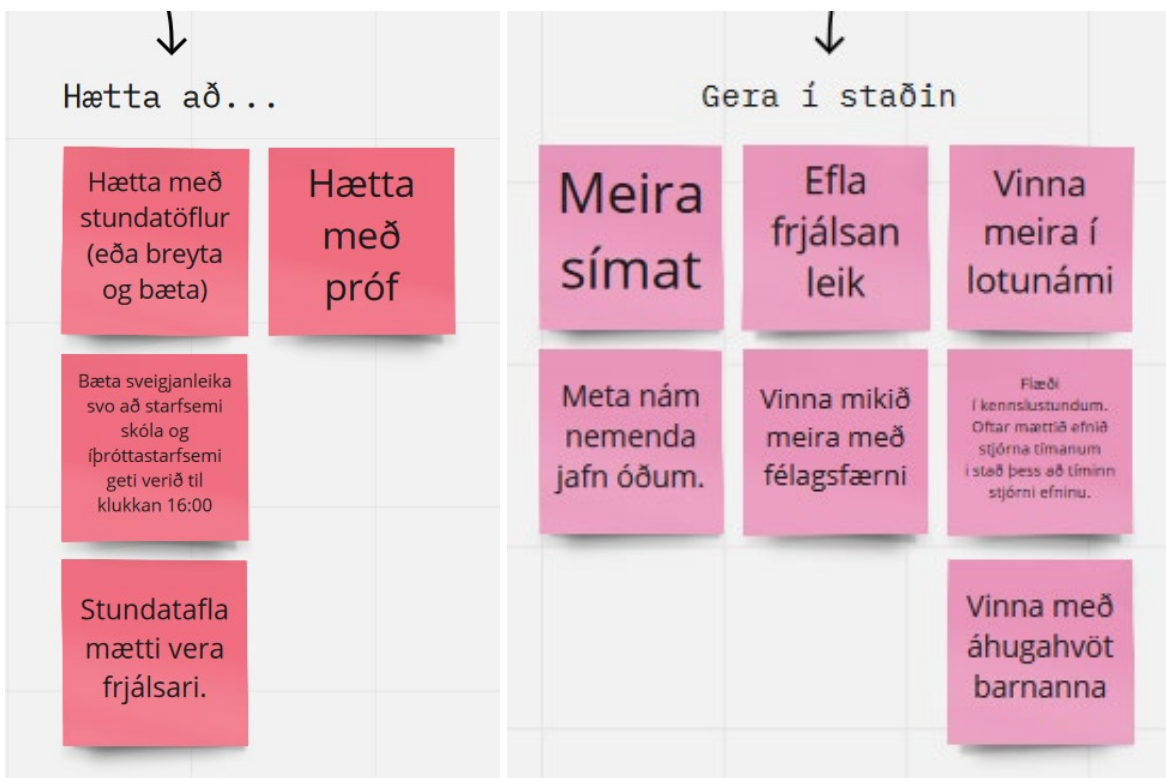 Hætta að...
Hætta með
stundatöflur
(eða breyta
og bæta)
Hætta
með
próf
Bæta sveigjanleika
svo að starfsemi
skóla og
íþróttastarfsemi
geti verið til
klukkan 16:00
Stundatafla
mætti vera
frjálsari.
Gera í staðin
Meira
símat
Efla
frjálsan
leik
Vinna
meira í
lotunámi
Meta nám
nemenda
jafn óðum.
Vinna mikið
meira með
félagsfærni
Flæði
í kennslustundum.
Oftar mættið efnið
stjórna tímanum
í stað þess að tíminn
stjórni efninu.
Vinna með
áhugahvöt
barnanna